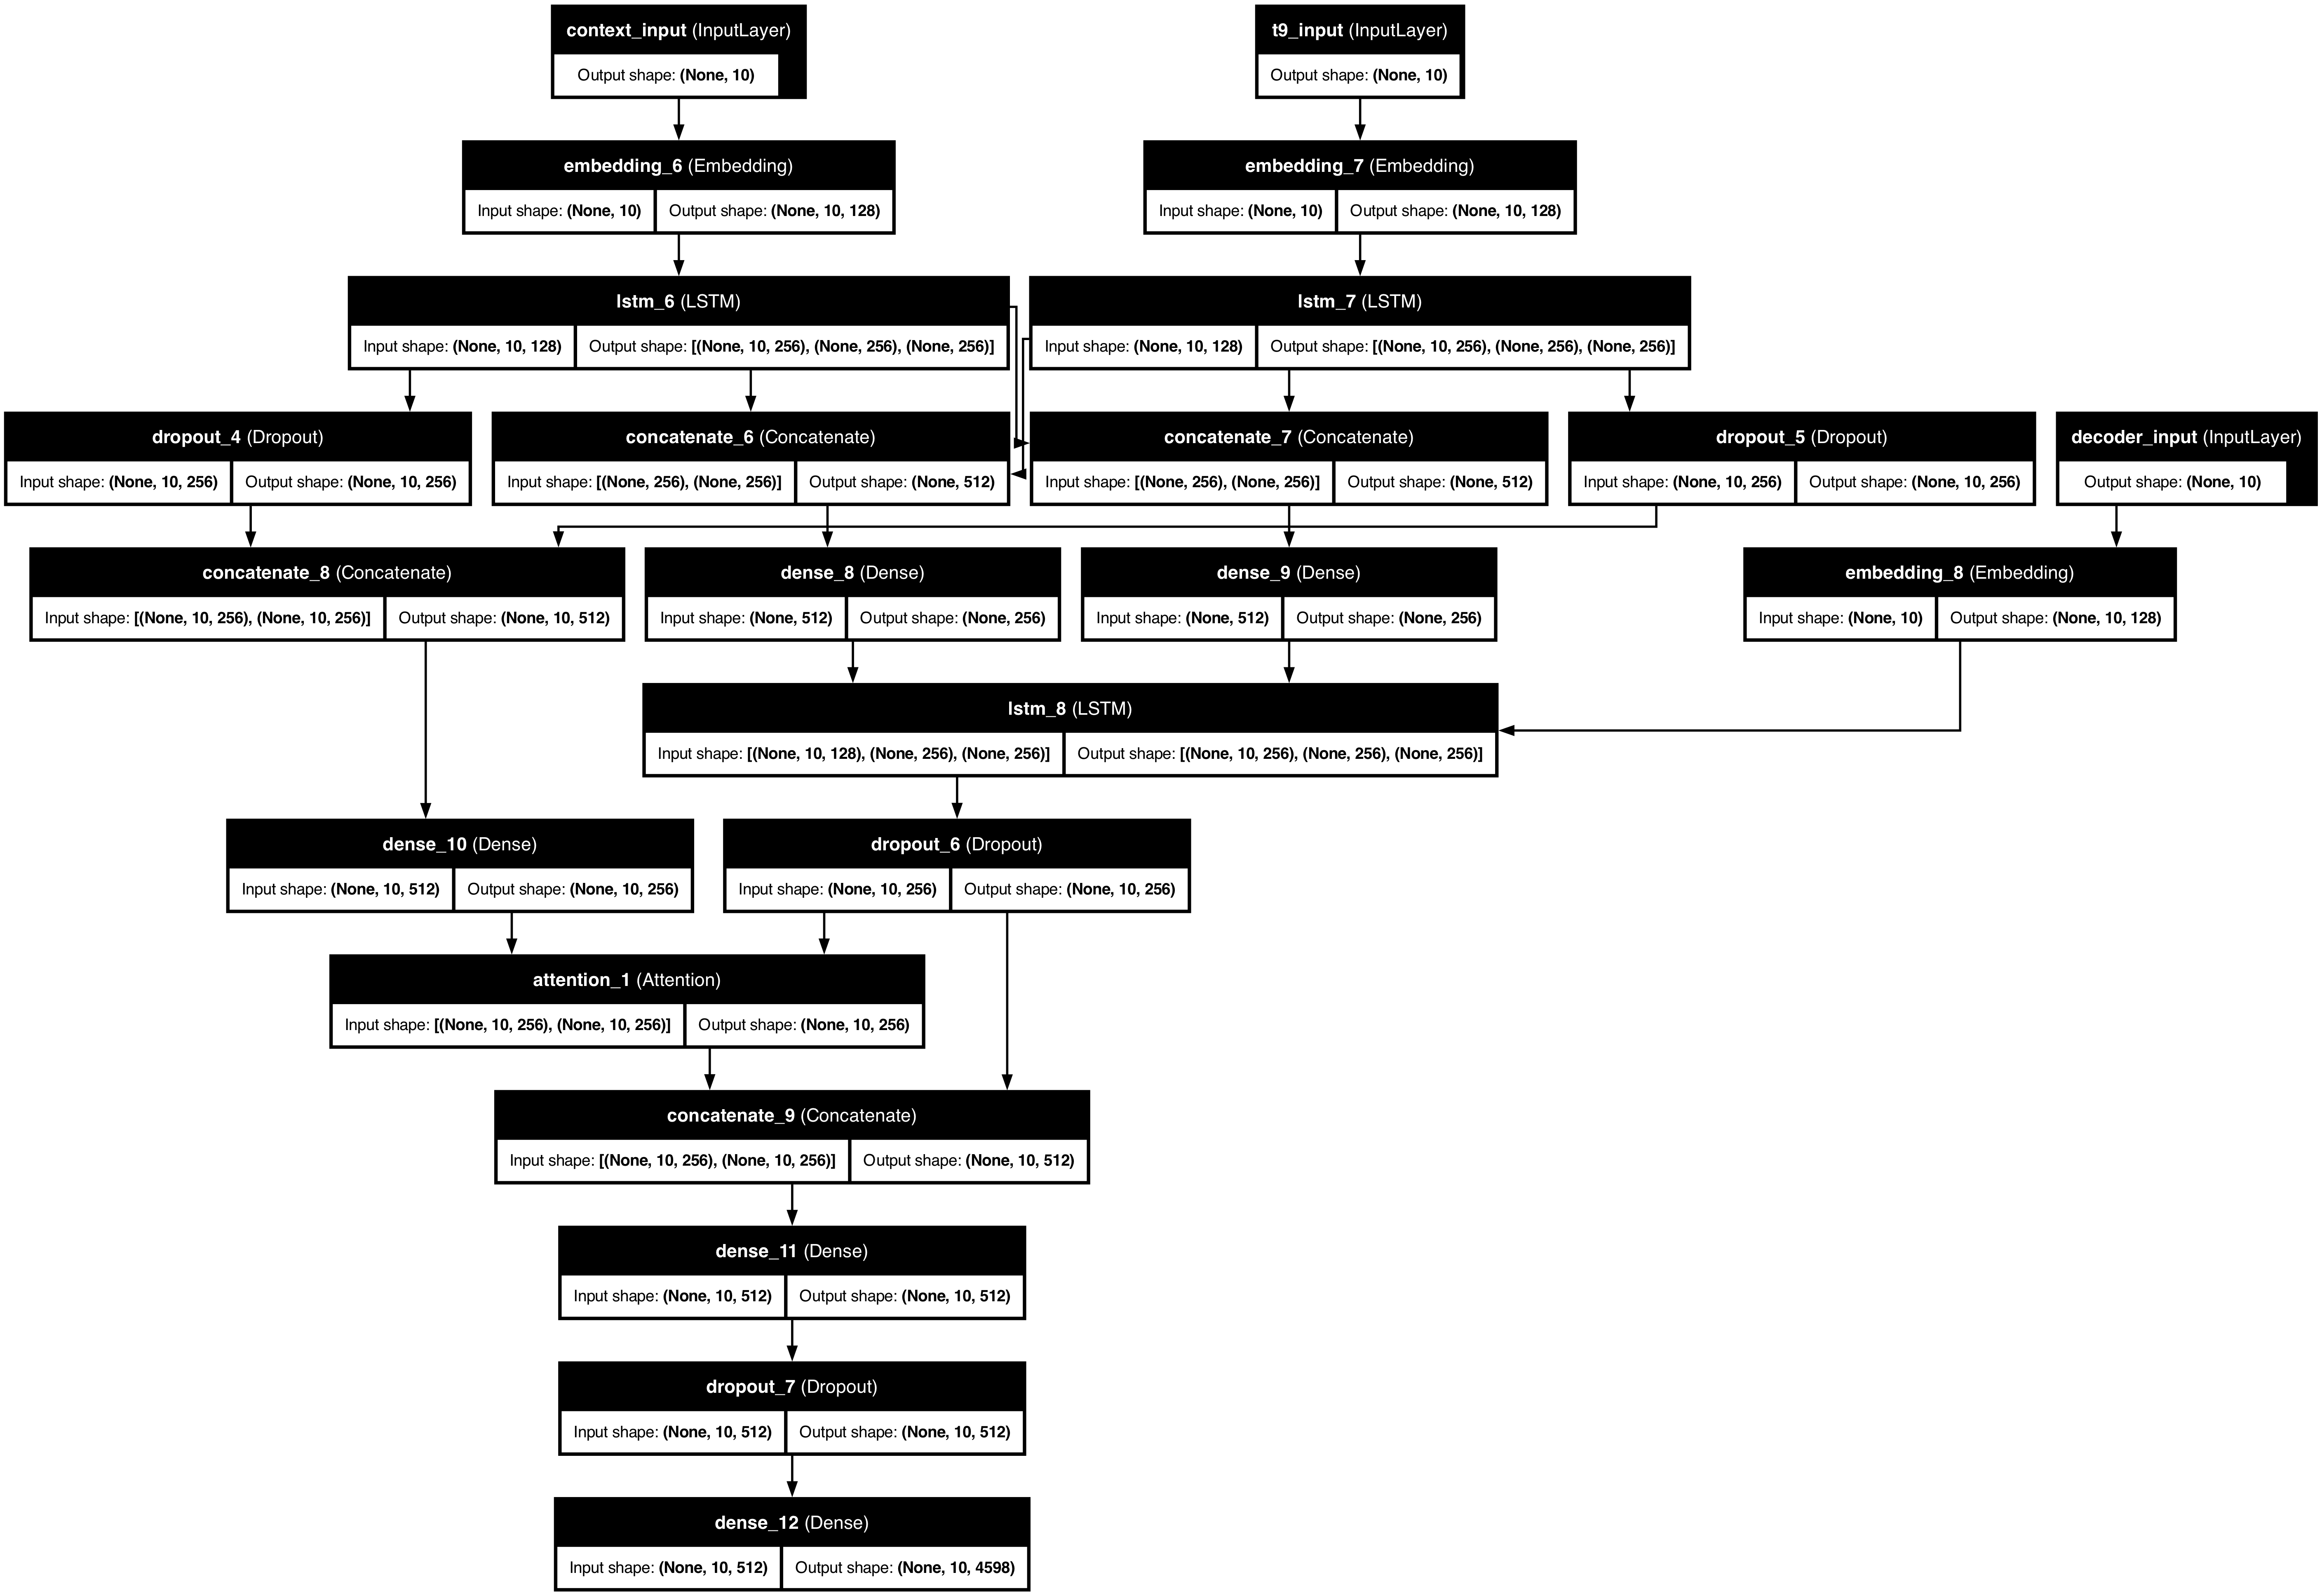 context_input (InputLayer)
Output shape: (None, 10)
t9_input (InputLayer)
Output shape: (None, 10)
embedding_6 (Embedding)
Input shape: (None, 10) Output shape: (None, 10, 128)
embedding_7 (Embedding)
Input shape: (None, 10) Output shape: (None, 10, 128)
lstm_6 (LSTM)
Input shape: (None, 10, 128) Output shape: [(None, 10, 256), (None, 256), (None, 256)]
lstm_7 (LSTM)
Input shape: (None, 10, 128) Output shape: [(None, 10, 256), (None, 256), (None, 256)]
dropout_4 (Dropout)
Input shape: (None, 10, 256) Output shape: (None, 10, 256)
concatenate_6 (Concatenate)
Input shape: [(None, 256), (None, 256)] Output shape: (None, 512)
concatenate_7 (Concatenate)
Input shape: [(None, 256), (None, 256)] Output shape: (None, 512)
dropout_5 (Dropout)
Input shape: (None, 10, 256) Output shape: (None, 10, 256)
decoder_input (InputLayer)
Output shape: (None, 10)
concatenate_8 (Concatenate)
Input shape: [(None, 10, 256), (None, 10, 256)] Output shape: (None, 10, 512)
dense_8 (Dense)
Input shape: (None, 512) Output shape: (None, 256)
dense_9 (Dense)
Input shape: (None, 512) Output shape: (None, 256)
embedding_8 (Embedding)
Input shape: (None, 10) Output shape: (None, 10, 128)
lstm_8 (LSTM)
Input shape: [(None, 10, 128), (None, 256), (None, 256)] Output shape: [(None, 10, 256), (None, 256), (None, 256)]
dense_10 (Dense)
Input shape: (None, 10, 512) Output shape: (None, 10, 256)
dropout_6 (Dropout)
Input shape: (None, 10, 256) Output shape: (None, 10, 256)
attention_1 (Attention)
Input shape: [(None, 10, 256), (None, 10, 256)] Output shape: (None, 10, 256)
concatenate_9 (Concatenate)
Input shape: [(None, 10, 256), (None, 10, 256)] Output shape: (None, 10, 512)
dense_11 (Dense)
Input shape: (None, 10, 512) Output shape: (None, 10, 512)
dropout_7 (Dropout)
Input shape: (None, 10, 512) Output shape: (None, 10, 512)
dense_12 (Dense)
Input shape: (None, 10, 512) Output shape: (None, 10, 4598)